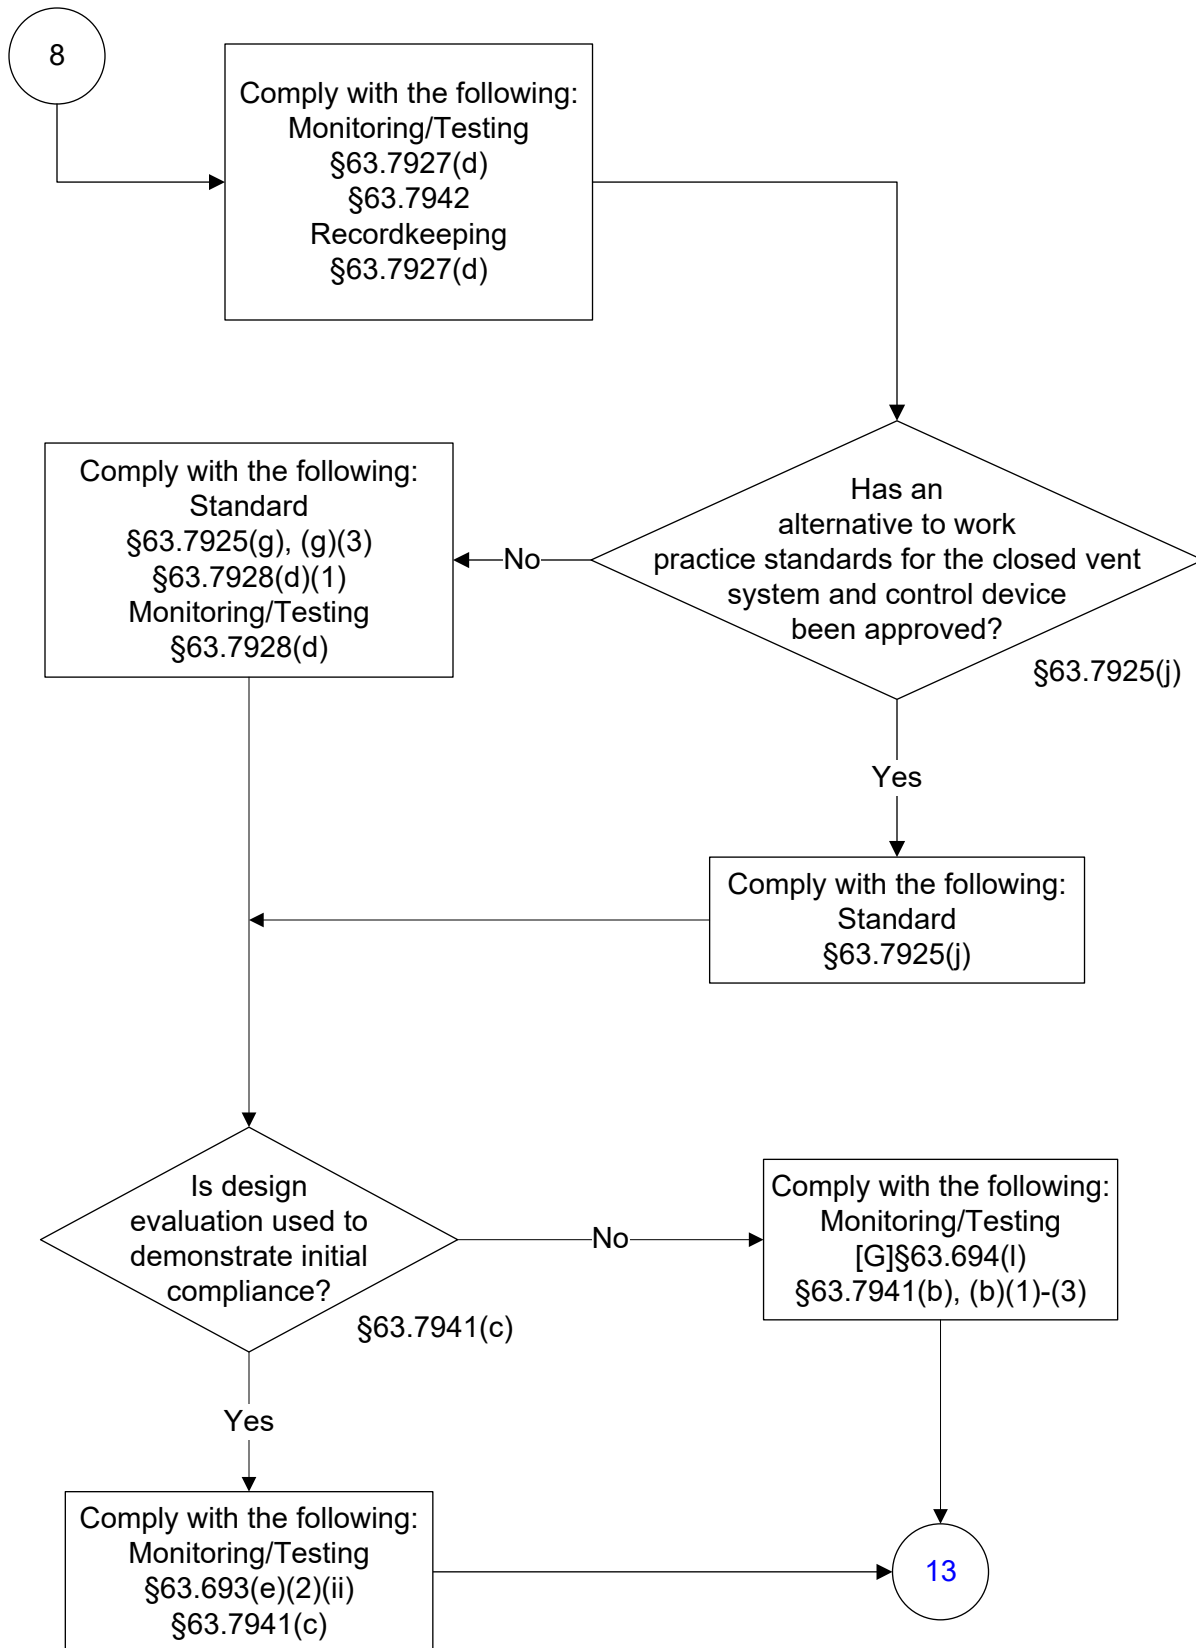 8
Comply with the following:
Monitoring/Testing
§63.7927(d)
§63.7942
Recordkeeping
§63.7927(d)
Has an
alternative to work
practice standards for the closed vent
system and control device
been approved?
§63.7925(j)
No
Comply with the following:
Standard
§63.7925(g), (g)(3)
§63.7928(d)(1)
Monitoring/Testing
§63.7928(d)
Yes
Comply with the following:
Standard
§63.7925(j)
Is design
evaluation used to
demonstrate initial
compliance?
§63.7941(c)
No
Comply with the following:
Monitoring/Testing
[G]§63.694(l)
§63.7941(b), (b)(1)-(3)
Yes
Comply with the following:
Monitoring/Testing
§63.693(e)(2)(ii)
§63.7941(c)
13